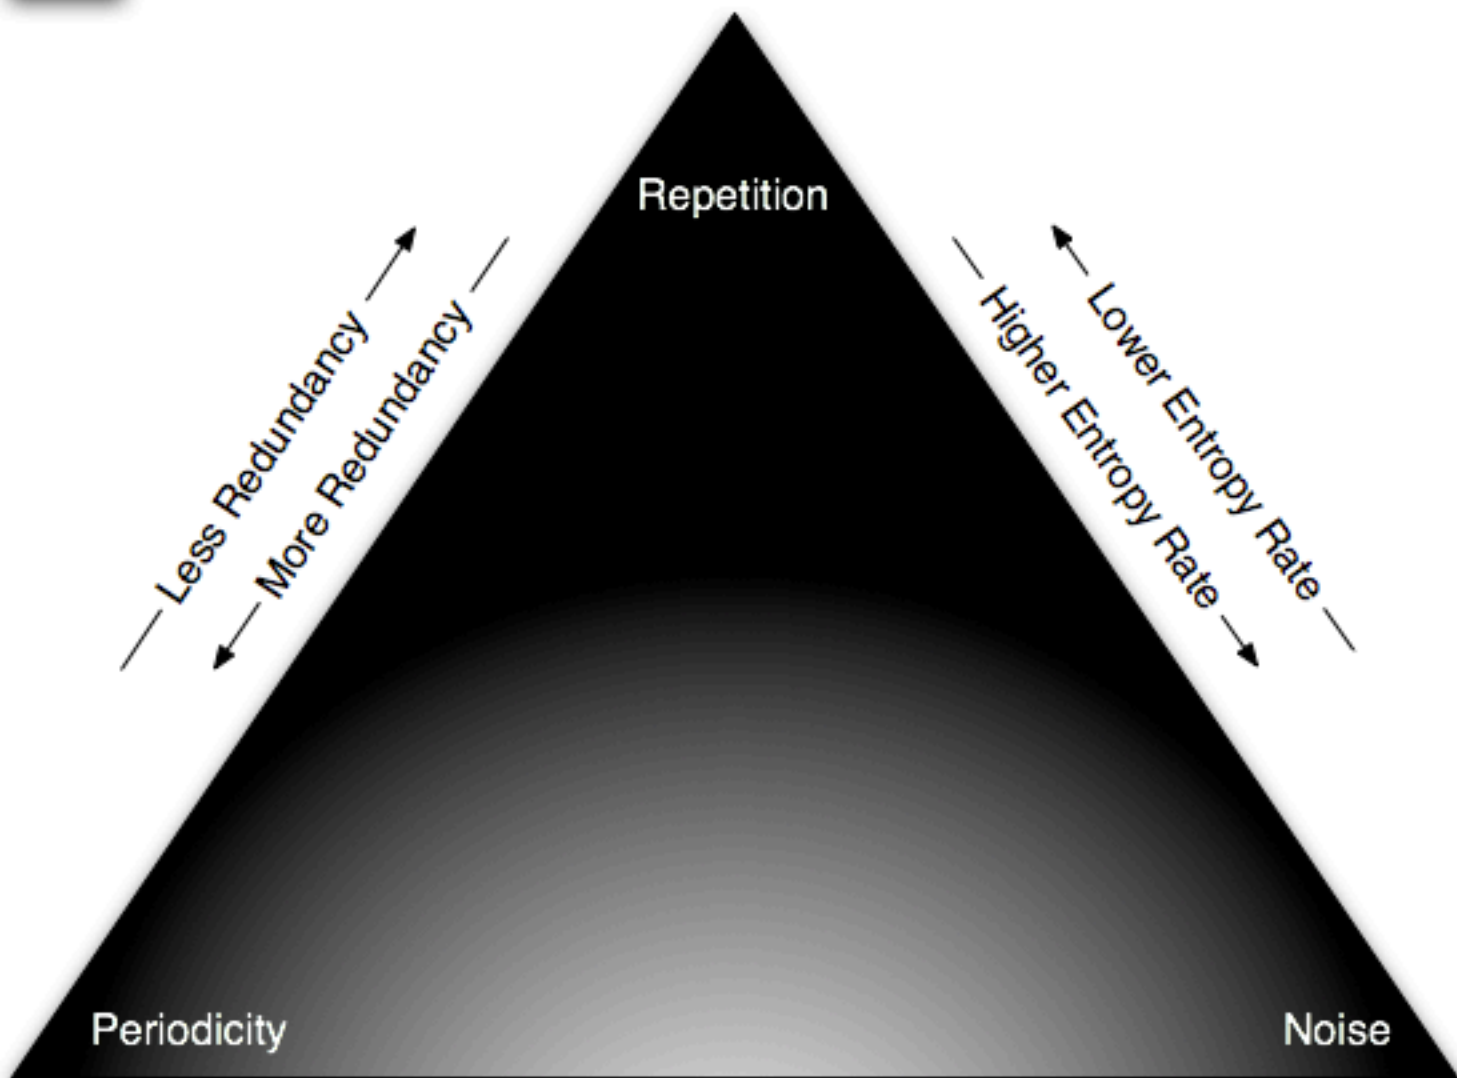 Repetition
Less Redundancy
More Redundancy
Higher Entropy Rate
Lower Entropy Rate
Periodicity
Noise